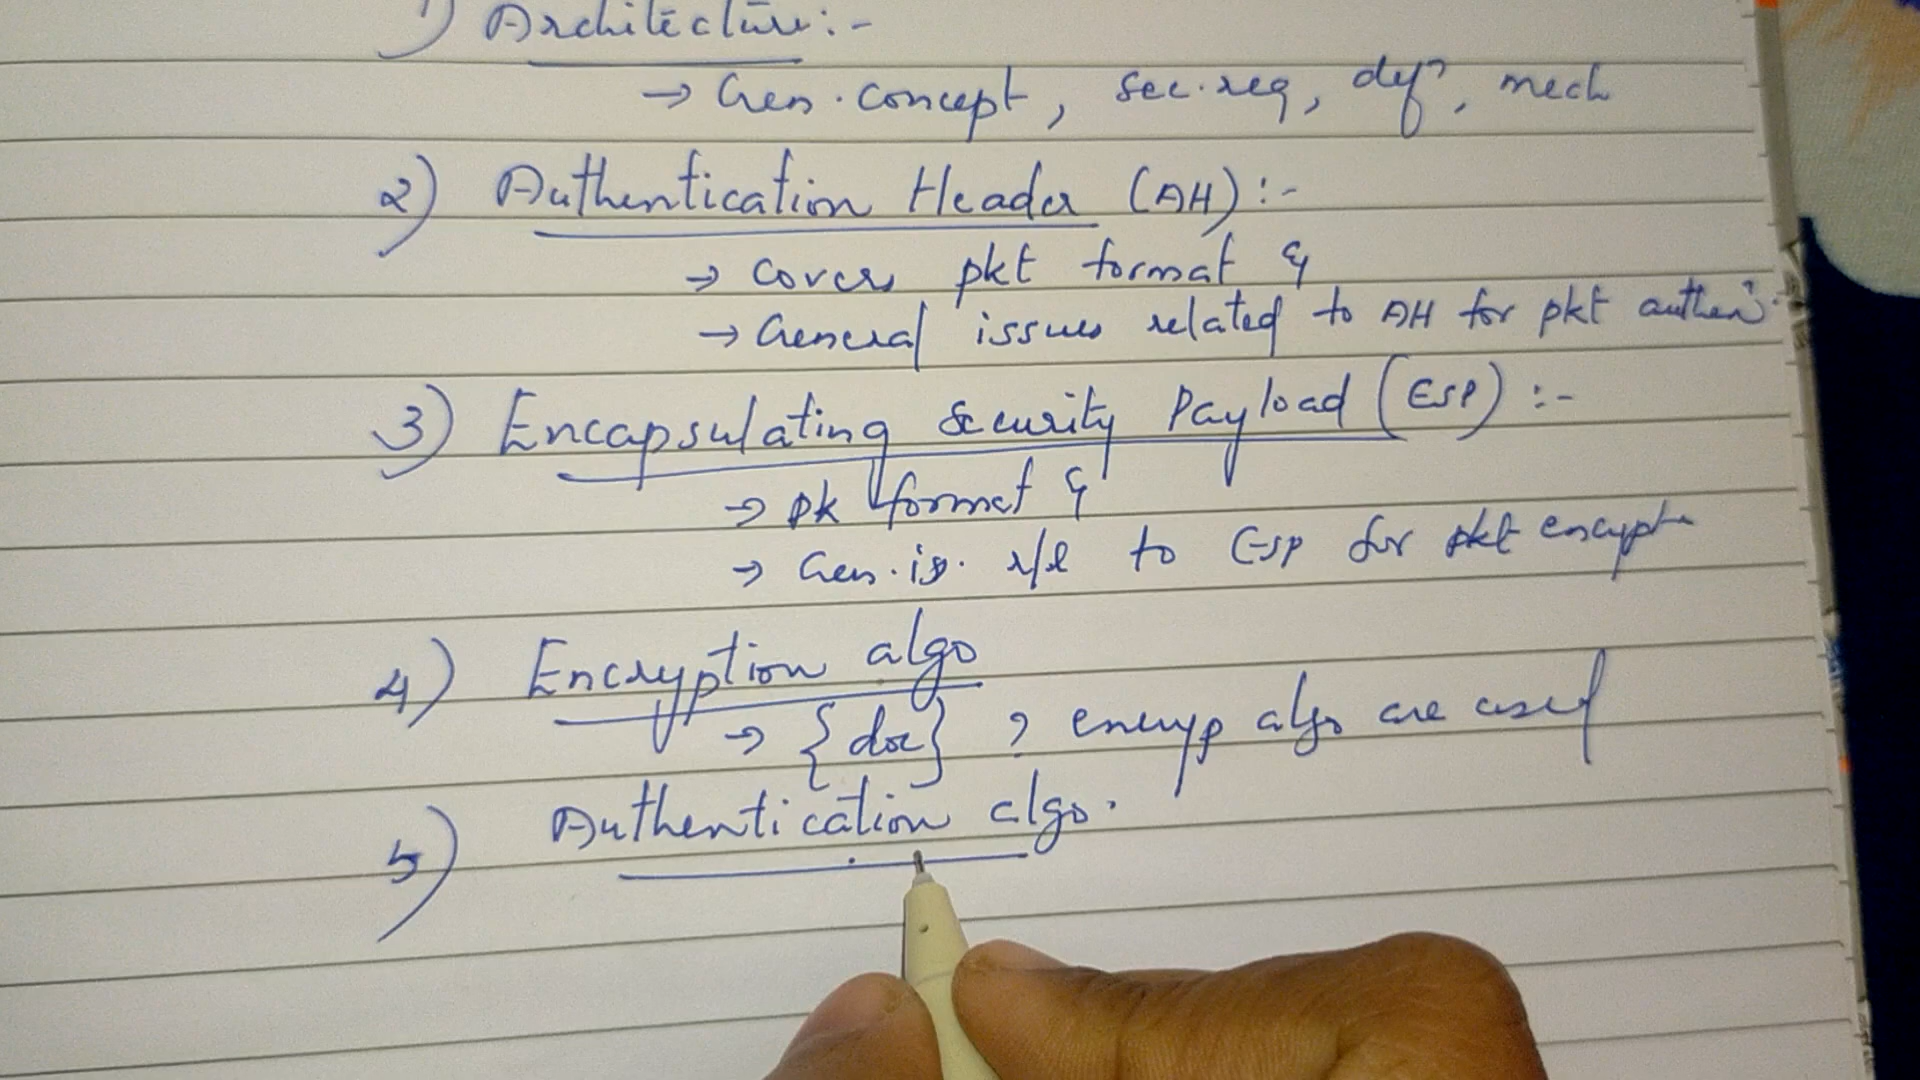 1) Architecture:-
→ Gen. concept, sec. req, defn, mech
2) Authentication Header (AH):-
→ covers pkt format &
→ General issues related to AH for pkt authen
3) Encapsulating Security Payload (ESP):-
→ pk format &
→ Gen. is. r/l to ESP for pkt encrypt
4) Encryption algo
→ {doc}, encryp algo are used
5) Authentication algo.